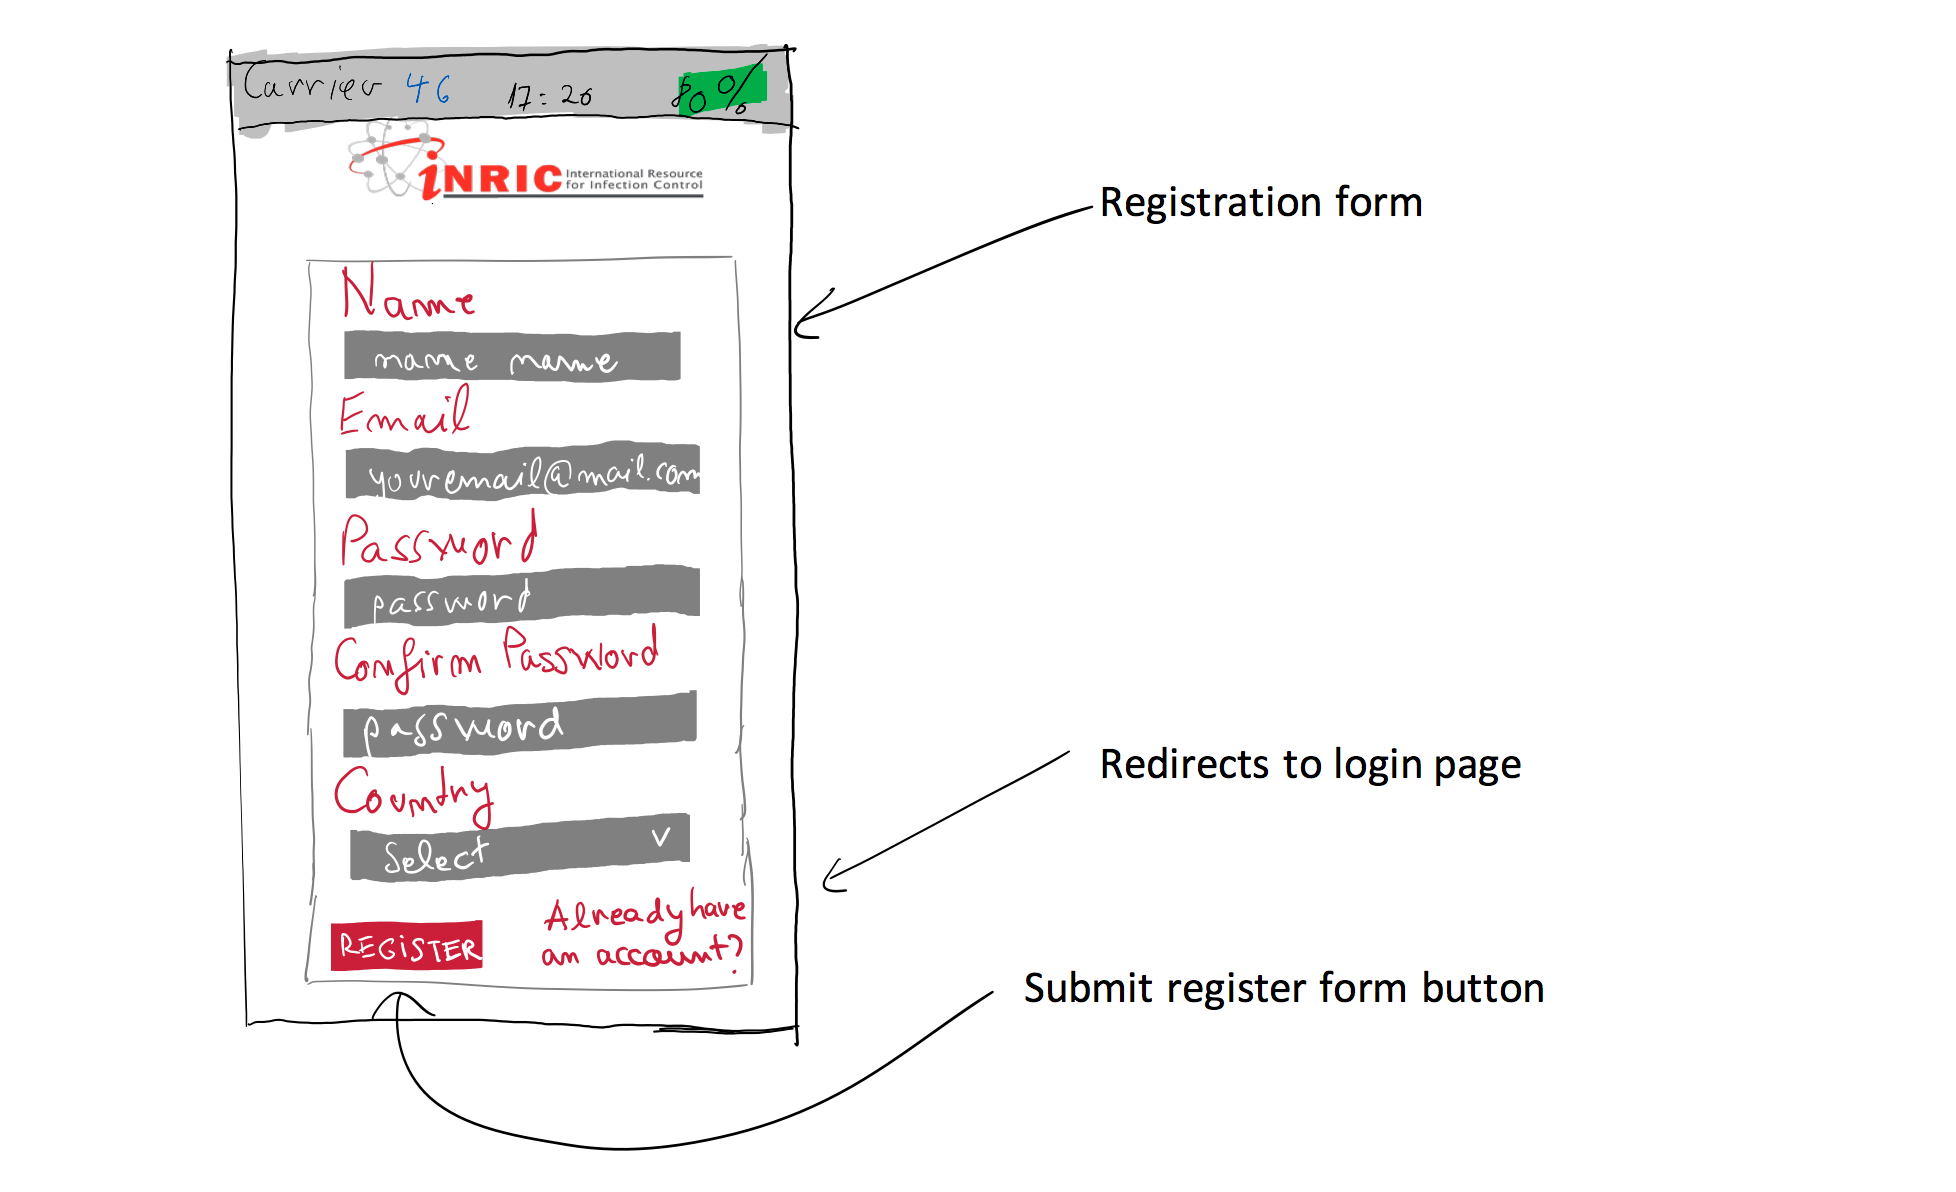 Carrier 4G 17:26 80%
iNRIC International Resource
for Infection Control
Registration form
Name
name name
Email
youremail@mail.com
Password
password
Confirm Password
password
Country
Select v
Redirects to login page
REGISTER
Already have
an account?
Submit register form button